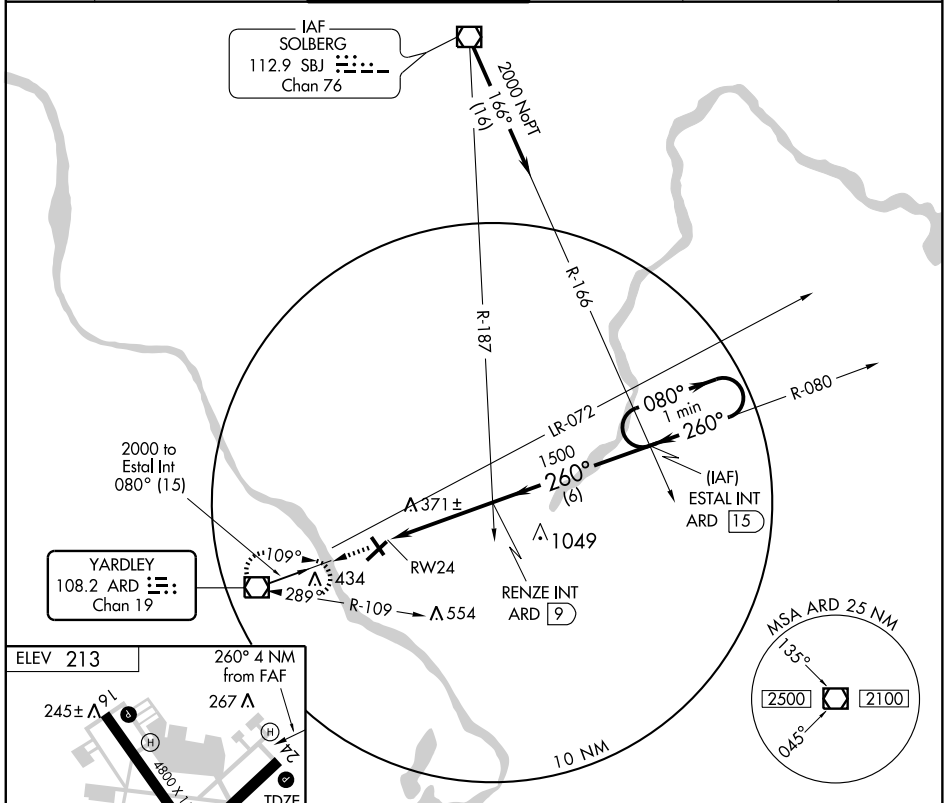 IAF
SOLBERG
112.9 SBJ
Chan 76
2000 NoPT
166°
(16)
R-187
R-166
LR-072
080°
1 min
260°
R-080
1500
260°
(6)
(IAF)
ESTAL INT
ARD 15
2000 to
Estal Int
080° (15)
371±
1049
RW24
RENZE INT
ARD 9
YARDLEY
108.2 ARD
Chan 19
109°
434
289°
R-109
554
10 NM
MSA ARD 25 NM
135°
2500
2100
045°
ELEV 213
260° 4 NM
from FAF
245±
16
P
267
H
H
24
P
4800 X 1
TDZE